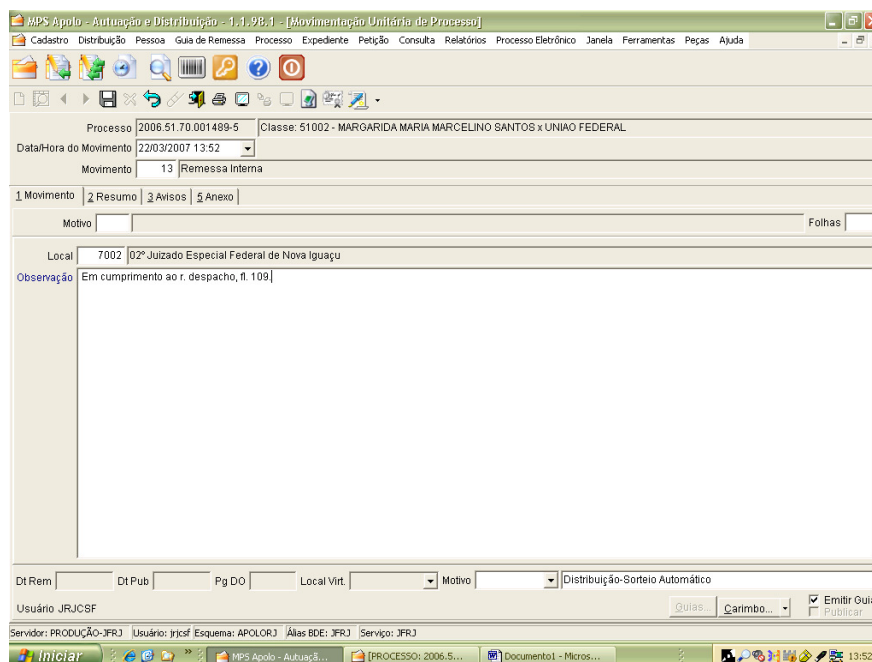 MPS Apolo - Autuação e Distribuição - 1.1.98.1 - [Movimentação Unitária de Processo]
Cadastro Distribuição Pessoa Guia de Remessa Processo Expediente Petição Consulta Relatórios Processo Eletrônico Janela Ferramentas Peças Ajuda
Processo 2006.51.70.001489-5 Classe: 51002 - MARGARIDA MARIA MARCELINO SANTOS x UNIAO FEDERAL
Data/Hora do Movimento 22/03/2007 13:52
Movimento 13 Remessa Interna
1 Movimento 2 Resumo 3 Avisos 5 Anexo
Motivo Folhas
Local 7002 02º Juizado Especial Federal de Nova Iguaçu
Observação Em cumprimento ao r. despacho, fl. 109.
Dt Rem Dt Pub Pg DO Local Virt. Motivo Distribuição-Sorteio Automático
Usuário JRJCSF Guias... Carimbo... Emitir Guia
Publicar
Servidor: PRODUÇÃO-JFRJ Usuário: jrjcsf Esquema: APOLORJ Álias BDE: JFRJ Serviço: JFRJ
Iniciar » MPS Apolo - Autuaçã... [PROCESSO: 2006.5... Documento1 - Micros... 13:52